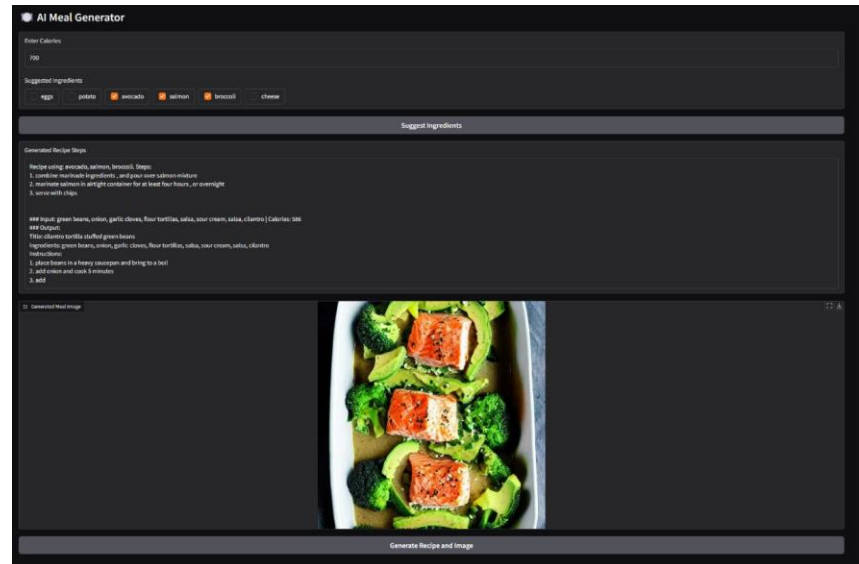 AI Meal Generator
Enter Calories
700
Suggested Ingredients
eggs potato avocado salmon broccoli cheese
Suggest Ingredients
Generated Recipe Steps
Recipe using: avocado, salmon, broccoli. Steps:
1. combine marinade ingredients , and pour over salmon mixture
2. marinate salmon in airtight container for at least four hours , or overnight
3. serve with chips
### Input: green beans, onion, garlic cloves, flour tortillas, salsa, sour cream, salsa, cilantro | Calories: 586
### Output:
Title: cilantro tortilla stuffed green beans
Ingredients: green beans, onion, garlic cloves, flour tortillas, salsa, sour cream, salsa, cilantro
Instructions:
1. place beans in a heavy saucepan and bring to a boil
2. add onion and cook 5 minutes
3. add
Generated Meal Image
Generate Recipe and Image